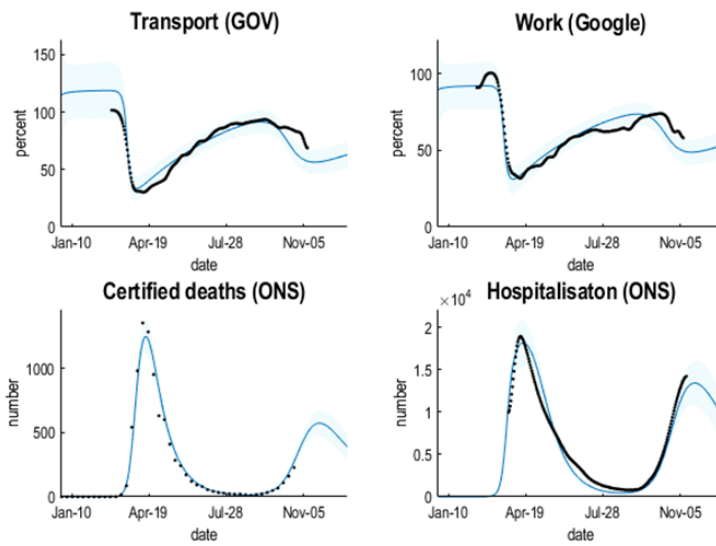 Transport (GOV)
150
100
50
0
percent
Jan-10 Apr-19 Jul-28 Nov-05
date
Work (Google)
100
50
0
percent
Jan-10 Apr-19 Jul-28 Nov-05
date
Certified deaths (ONS)
1000
500
0
number
Jan-10 Apr-19 Jul-28 Nov-05
date
Hospitalisaton (ONS)
×10⁴
2
1.5
1
0.5
0
number
Jan-10 Apr-19 Jul-28 Nov-05
date